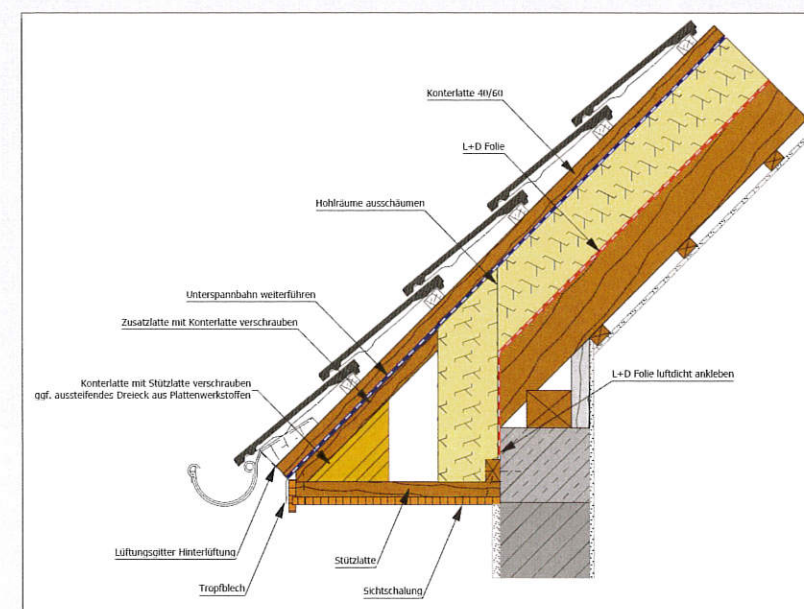 Konterlatte 40/60
L+D Folie
Hohlräume ausschäumen
Unterspannbahn weiterführen
Zusatzlatte mit Konterlatte verschrauben
Konterlatte mit Stützlatte verschrauben
ggf. aussteifendes Dreieck aus Plattenwerkstoffen
L+D Folie luftdicht ankleben
Lüftungsgitter Hinterlüftung
Stützlatte
Tropfblech
Sichtschalung